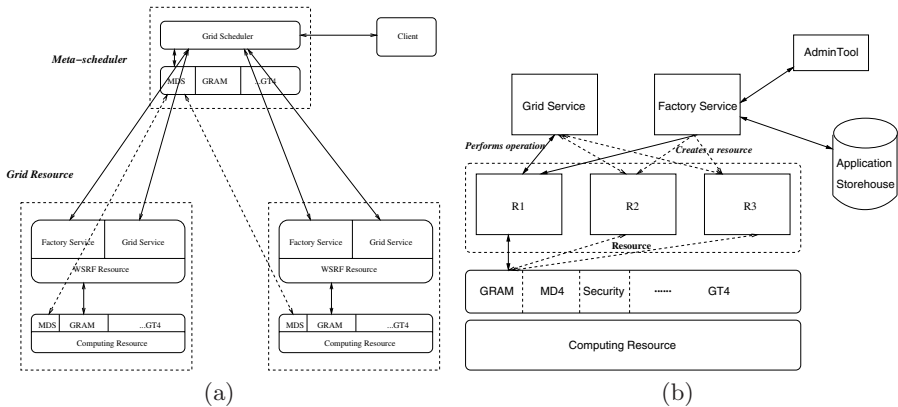 Grid Scheduler
Client
Meta-scheduler
MDS GRAM ...GT4
Grid Resource
Factory Service Grid Service
WSRF Resource
MDS GRAM ...GT4
Computing Resource
Factory Service Grid Service
WSRF Resource
MDS GRAM ...GT4
Computing Resource
(a)
AdminTool
Grid Service
Factory Service
Performs operation
Creates a resource
Application
Storehouse
R1
R2
R3
Resource
GRAM MD4 Security ...... GT4
Computing Resource
(b)